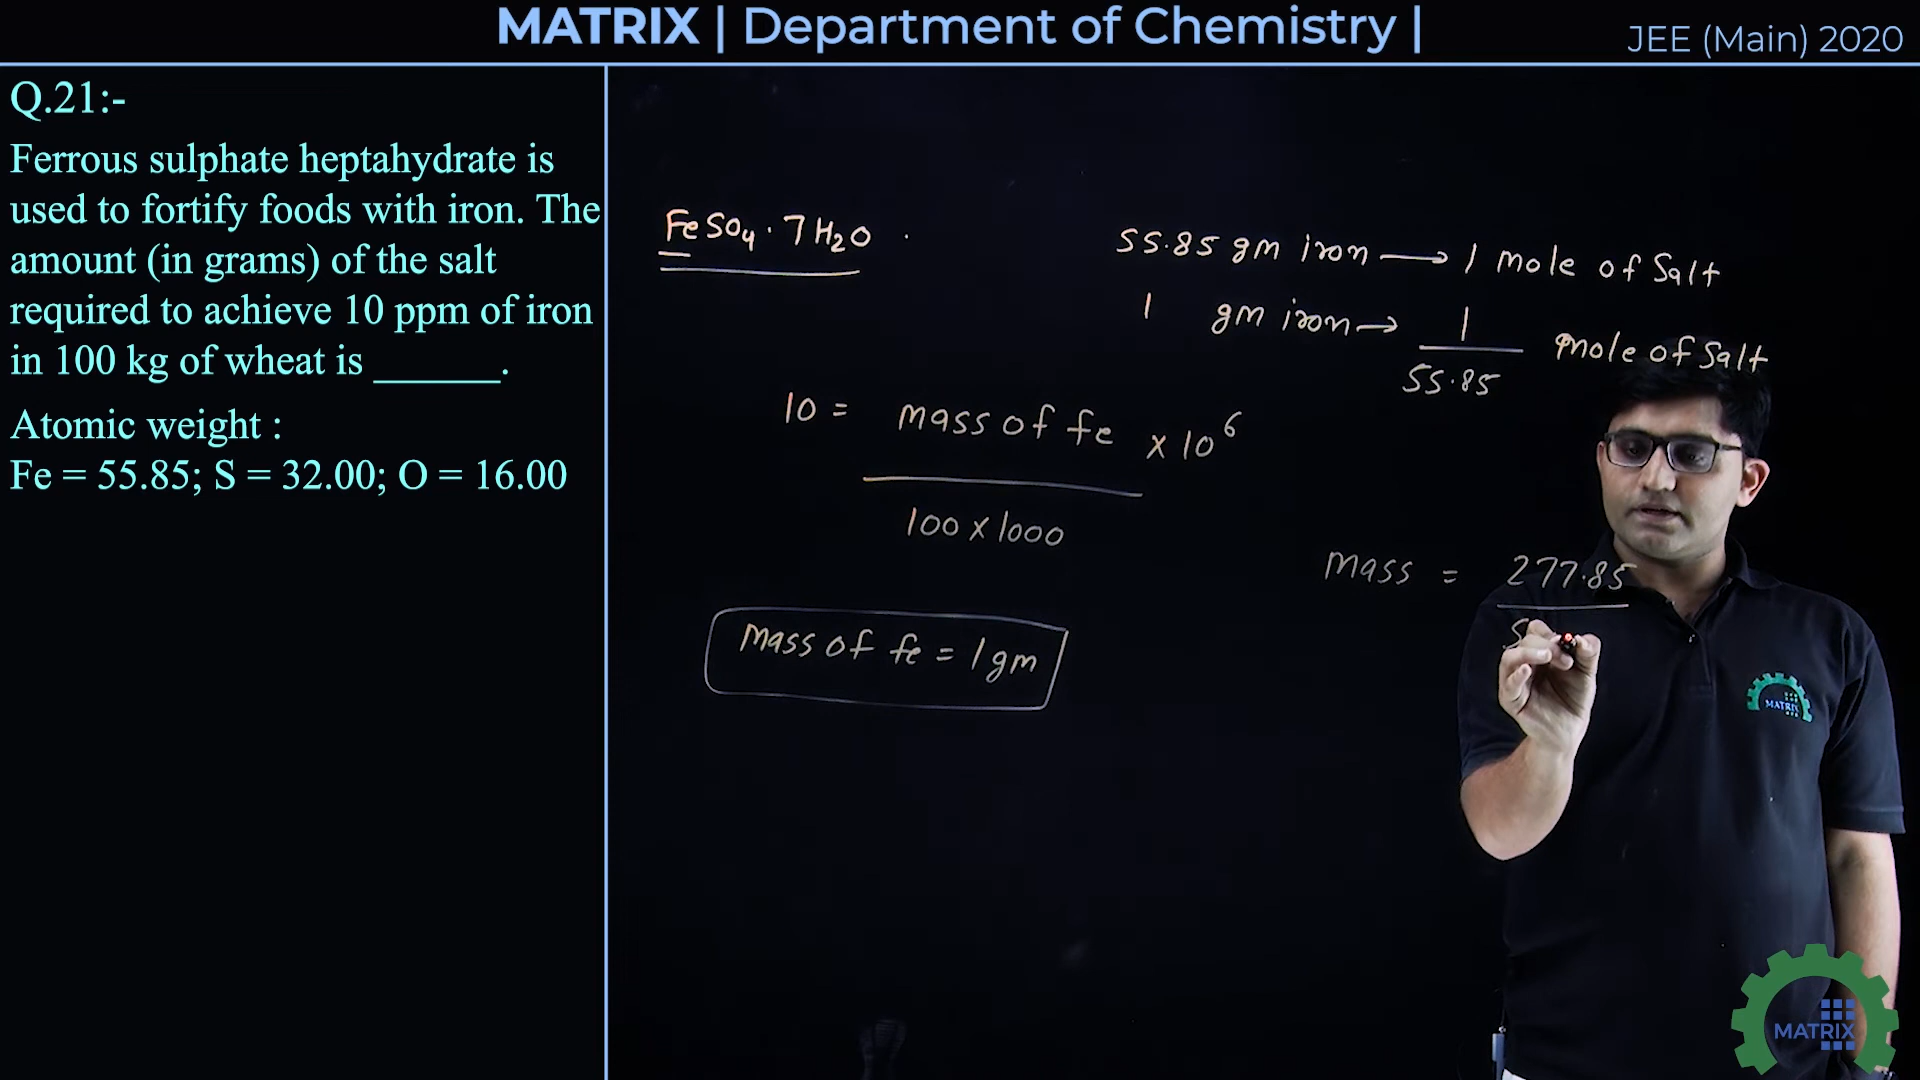 MATRIX | Department of Chemistry |
JEE (Main) 2020
Q.21:-
Ferrous sulphate heptahydrate is
used to fortify foods with iron. The
amount (in grams) of the salt
required to achieve 10 ppm of iron
in 100 kg of wheat is ______.
Atomic weight :
Fe = 55.85; S = 32.00; O = 16.00
FeSO₄ · 7H₂O .
55.85 gm iron ⟶ 1 mole of Salt
1 gm iron ⟶ 1 / 55.85 mole of Salt
10 = mass of fe / 100 x 1000 x 10⁶
mass of fe = 1 gm
mass = 277.85
5
MATRIX
MATRIX